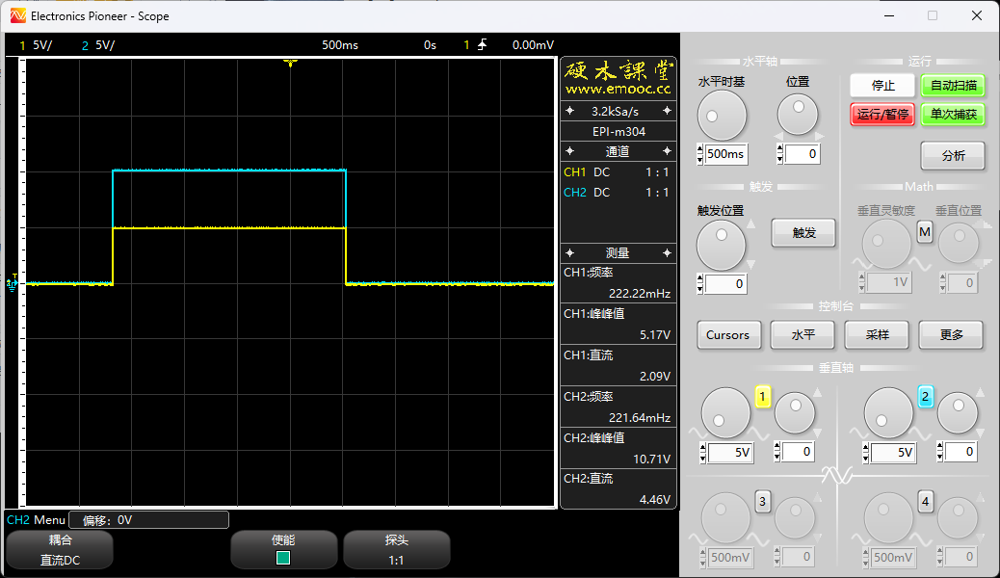 Electronics Pioneer - Scope
1 5V/ 2 5V/ 500ms 0s 1 0.00mV
硬木課堂
www.emooc.cc
3.2kSa/s
EPI-m304
通道
CH1 DC 1 : 1
CH2 DC 1 : 1
测量
CH1:频率
222.22mHz
CH1:峰峰值
5.17V
CH1:直流
2.09V
CH2:频率
221.64mHz
CH2:峰峰值
10.71V
CH2:直流
4.46V
T
CH2 Menu 偏移: 0V
耦合
直流DC
使能
探头
1:1
水平轴
水平时基 位置
500ms 0
运行
停止 自动扫描
运行/暂停 单次捕获
分析
触发
触发位置
触发
0
Math
垂直灵敏度 垂直位置
M
1V 0
控制台
Cursors 水平 采样 更多
垂直轴
1 2
5V 0 5V 0
3 4
500mV 0 500mV 0